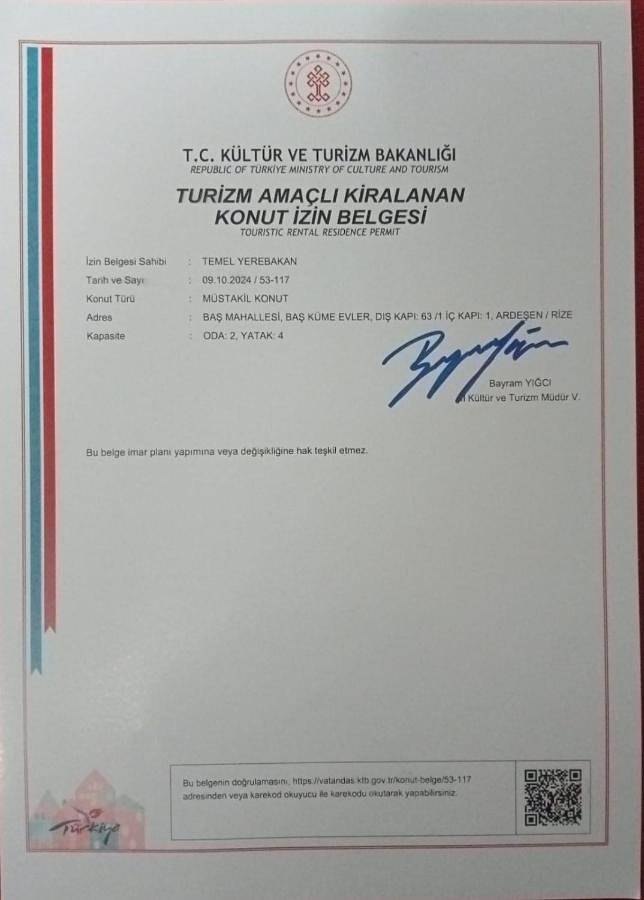 T.C. KÜLTÜR VE TURİZM BAKANLIĞI
REPUBLIC OF TÜRKİYE MINISTRY OF CULTURE AND TOURISM
TURİZM AMAÇLI KİRALANAN
KONUT İZİN BELGESİ
TOURISTIC RENTAL RESIDENCE PERMIT
İzin Belgesi Sahibi : TEMEL YEREBAKAN
Tarih ve Sayı : 09.10.2024 / 53-117
Konut Türü : MÜSTAKİL KONUT
Adres : BAŞ MAHALLESİ, BAŞ KÜME EVLER, DIŞ KAPI: 63 /1 İÇ KAPI: 1, ARDEŞEN / RİZE
Kapasite : ODA: 2, YATAK: 4
Bayram YIĞCI
İl Kültür ve Turizm Müdür V.
Bu belge imar planı yapımına veya değişikliğine hak teşkil etmez.
Bu belgenin doğrulamasını, https://vatandas.ktb.gov.tr/konut-belge/53-117
adresinden veya karekod okuyucu ile karekodu okutarak yapabilirsiniz.
Türkiye